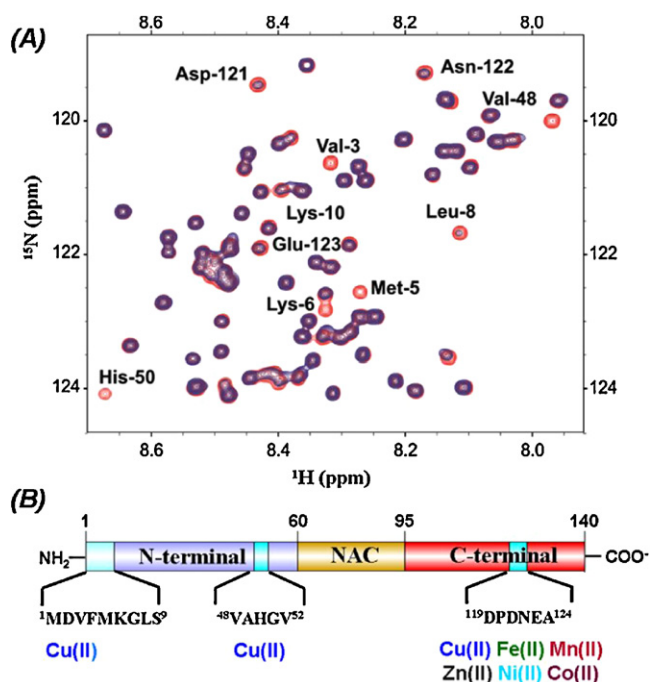 (A)
8.6 8.4 8.2 8.0
Asp-121
Asn-122
Val-48
120 120
Val-3
Lys-10
Leu-8
Glu-123
122 122
Met-5
Lys-6
124 124
His-50
¹⁵N (ppm)
8.6 8.4 8.2 8.0
¹H (ppm)
(B)
1 60 95 140
NH₂ N-terminal NAC C-terminal COO⁻
¹MDVFMKGLS⁹ ⁴⁸VAHGV⁵² ¹¹⁹DPDNEA¹²⁴
Cu(II) Cu(II) Cu(II) Fe(II) Mn(II)
Zn(II) Ni(II) Co(II)